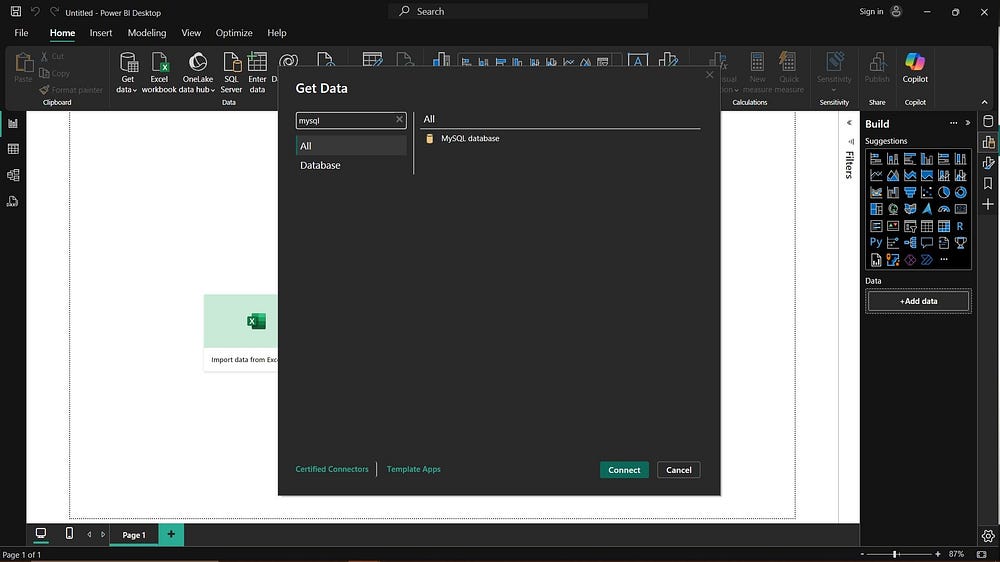 Untitled - Power BI Desktop
Search
Sign in
File Home Insert Modeling View Optimize Help
Paste
Cut
Copy
Format painter
Clipboard
Get data
Excel workbook
OneLake data hub
SQL Server
Enter data
Data
New measure
Quick measure
Calculations
Sensitivity
Sensitivity
Publish
Share
Copilot
Copilot
Get Data
mysql
All
Database
All
MySQL database
Certified Connectors
Template Apps
Connect
Cancel
Import data from Exc
Filters
Build
Suggestions
R
Py
Data
+Add data
Page 1
Page 1 of 1
87%